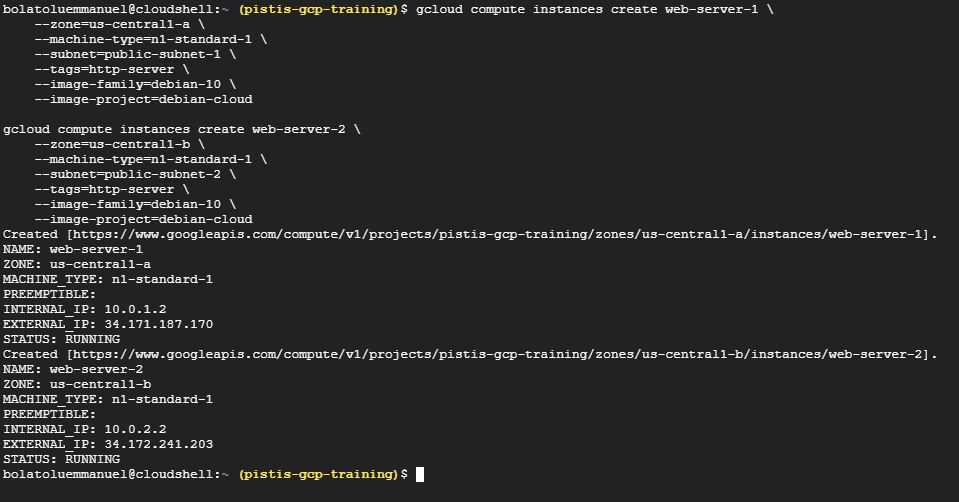 bolatoluemmanuel@cloudshell:~ (pistis-gcp-training)$ gcloud compute instances create web-server-1 \
    --zone=us-central1-a \
    --machine-type=n1-standard-1 \
    --subnet=public-subnet-1 \
    --tags=http-server \
    --image-family=debian-10 \
    --image-project=debian-cloud

gcloud compute instances create web-server-2 \
    --zone=us-central1-b \
    --machine-type=n1-standard-1 \
    --subnet=public-subnet-2 \
    --tags=http-server \
    --image-family=debian-10 \
    --image-project=debian-cloud
Created [https://www.googleapis.com/compute/v1/projects/pistis-gcp-training/zones/us-central1-a/instances/web-server-1].
NAME: web-server-1
ZONE: us-central1-a
MACHINE_TYPE: n1-standard-1
PREEMPTIBLE:
INTERNAL_IP: 10.0.1.2
EXTERNAL_IP: 34.171.187.170
STATUS: RUNNING
Created [https://www.googleapis.com/compute/v1/projects/pistis-gcp-training/zones/us-central1-b/instances/web-server-2].
NAME: web-server-2
ZONE: us-central1-b
MACHINE_TYPE: n1-standard-1
PREEMPTIBLE:
INTERNAL_IP: 10.0.2.2
EXTERNAL_IP: 34.172.241.203
STATUS: RUNNING
bolatoluemmanuel@cloudshell:~ (pistis-gcp-training)$